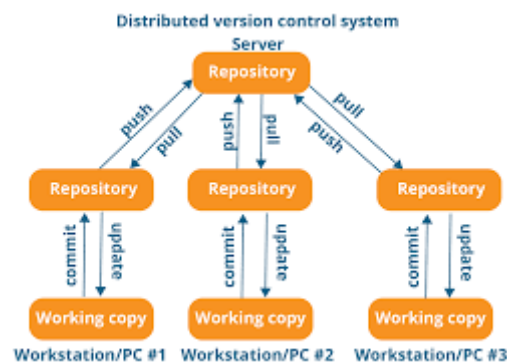 Distributed version control system
Server
Repository
push
pull
push
pull
pull
push
Repository
Repository
Repository
commit
update
commit
update
commit
update
Working copy
Working copy
Working copy
Workstation/PC #1
Workstation/PC #2
Workstation/PC #3